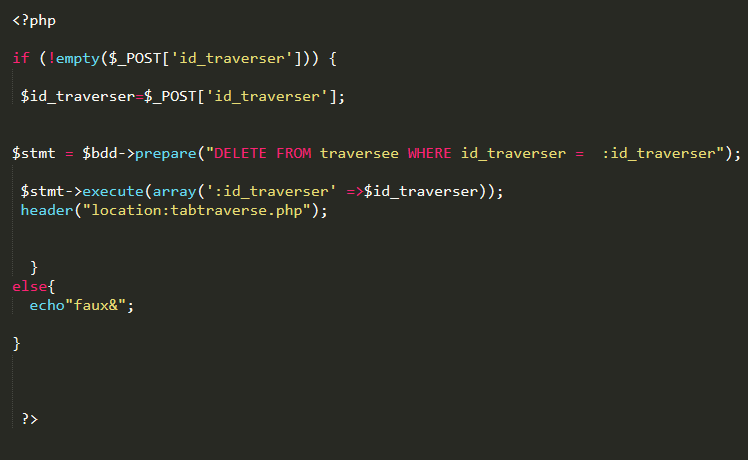 <?php
if (!empty($_POST['id_traverser'])) {
$id_traverser=$_POST['id_traverser'];
$stmt = $bdd->prepare("DELETE FROM traversee WHERE id_traverser =  :id_traverser");
$stmt->execute(array(':id_traverser' =>$id_traverser));
header("location:tabtraverse.php");
}
else{
echo"faux&";
}
?>